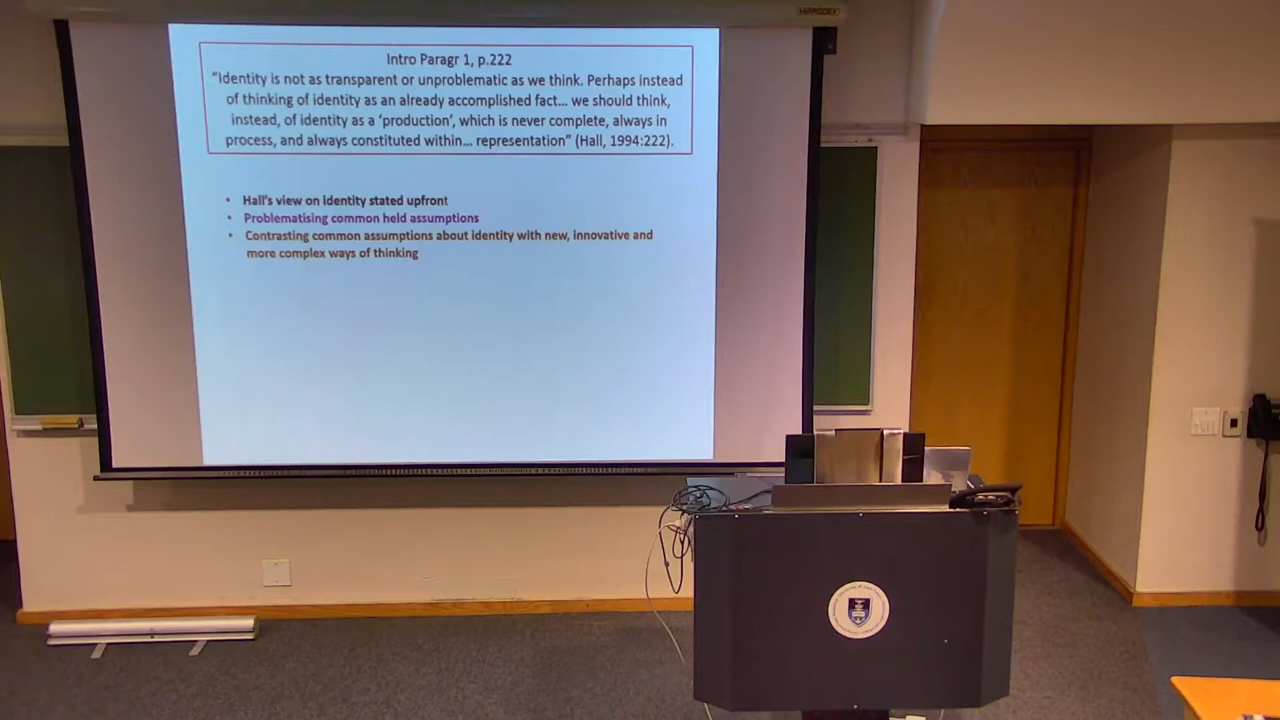 Intro Paragr 1, p.222
“Identity is not as transparent or unproblematic as we think. Perhaps instead
of thinking of identity as an already accomplished fact… we should think,
instead, of identity as a ‘production’, which is never complete, always in
process, and always constituted within… representation” (Hall, 1994:222).
• Hall's view on Identity stated upfront
• Problematising common held assumptions
• Contrasting common assumptions about identity with new, innovative and
more complex ways of thinking